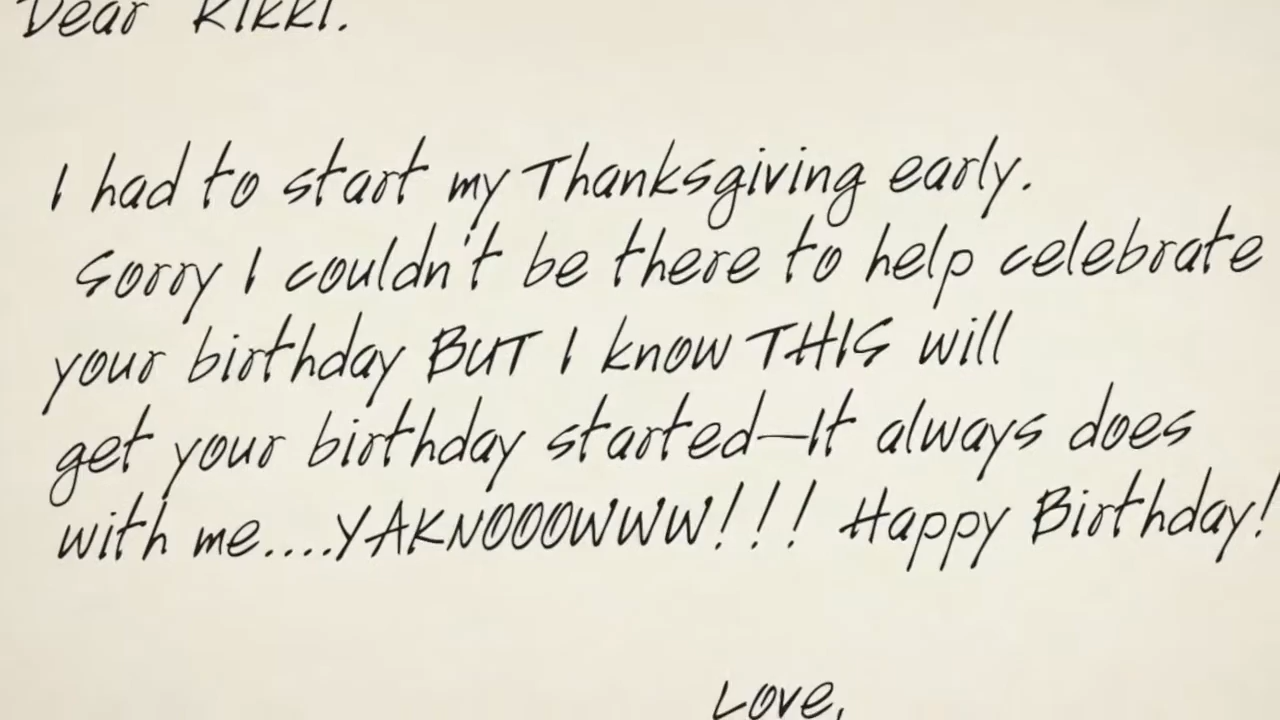 Dear Rikki.
I had to start my Thanksgiving early.
Sorry I couldn't be there to help celebrate
your birthday BUT I know THIS will
get your birthday started—It always does
with me....YAKNOOOWWW!!! Happy Birthday!
Love,